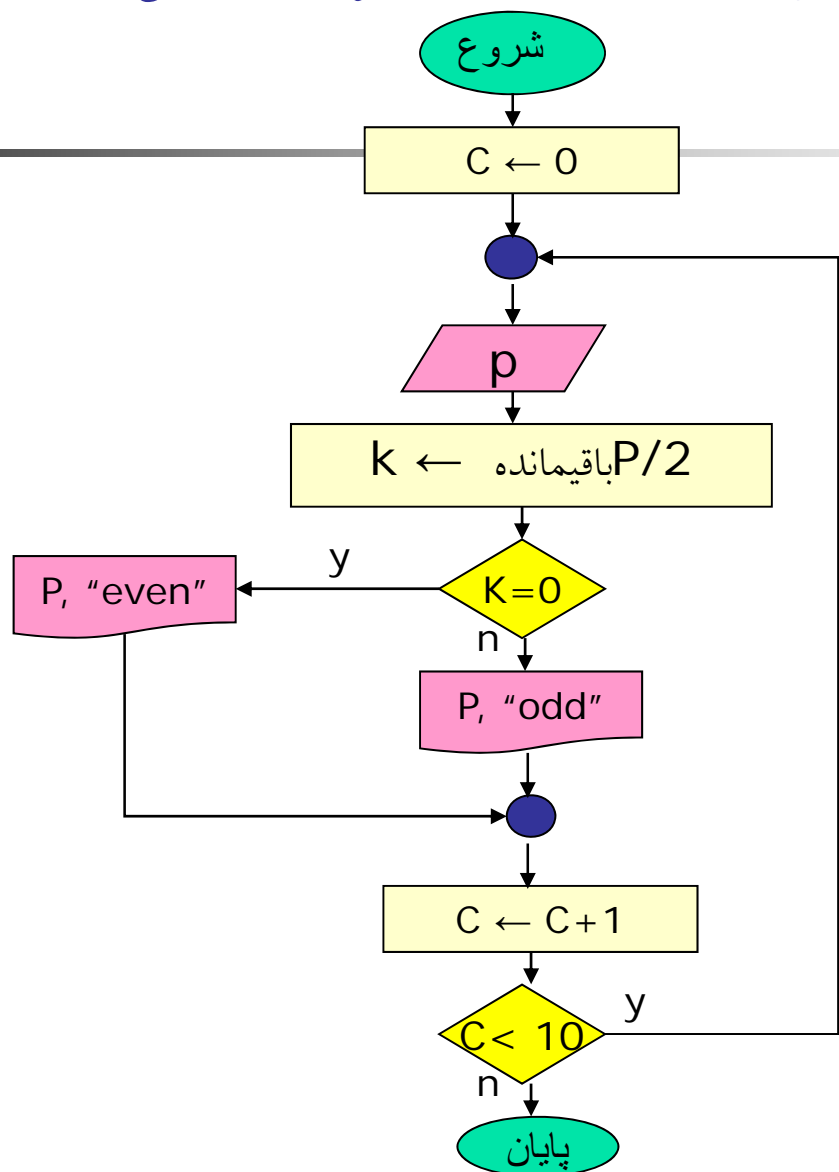 شروع
C ← 0
p
k ← باقیمانده P/2
K=0
y
P, “even”
n
P, “odd”
C ← C+1
C< 10
y
n
پایان